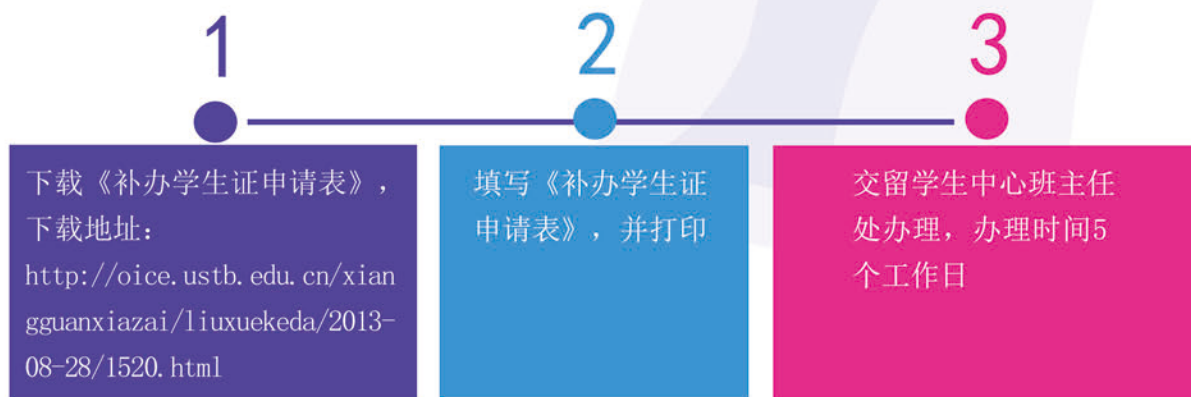 1
2
3
下载《补办学生证申请表》，
下载地址：
http://oice.ustb.edu.cn/xian
gguanxiazai/liuxuekeda/2013-
08-28/1520.html
填写《补办学生证
申请表》，并打印
交留学生中心班主任
处办理，办理时间5
个工作日